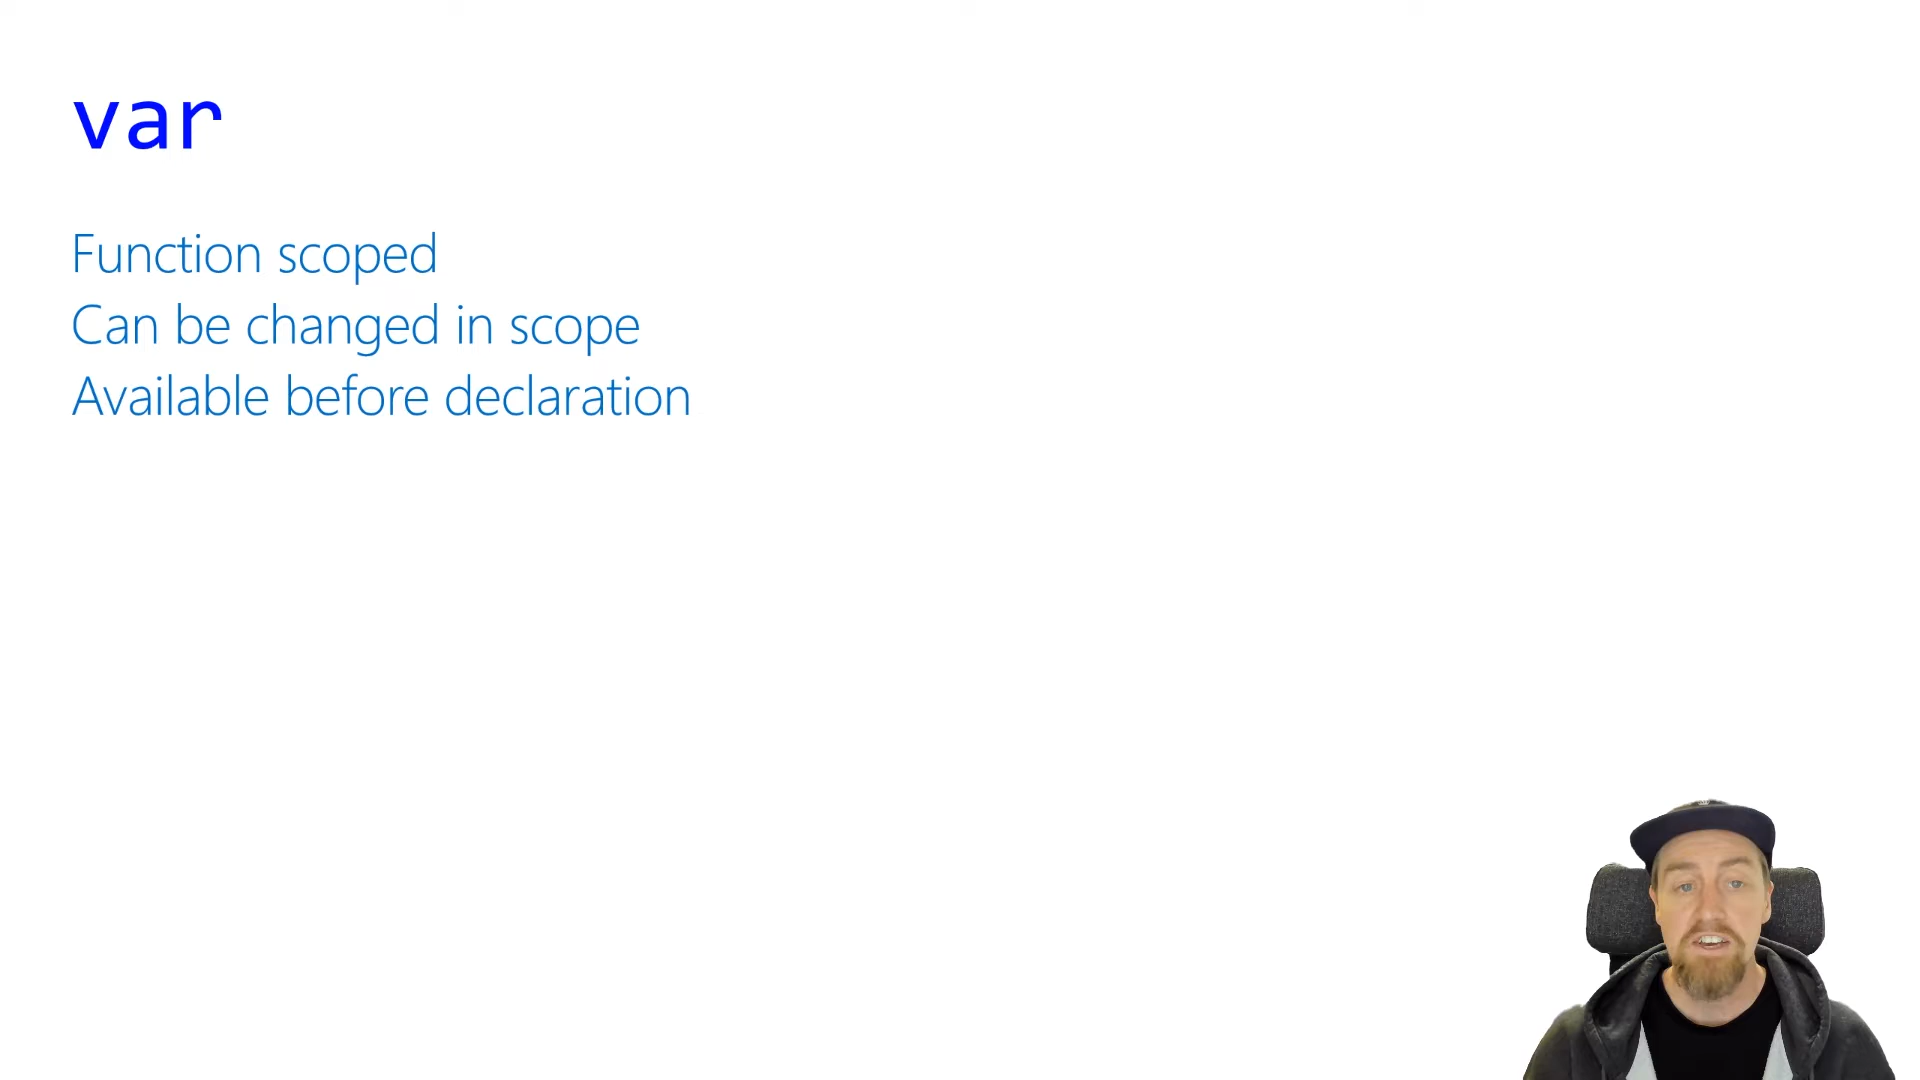 var
Function scoped
Can be changed in scope
Available before declaration